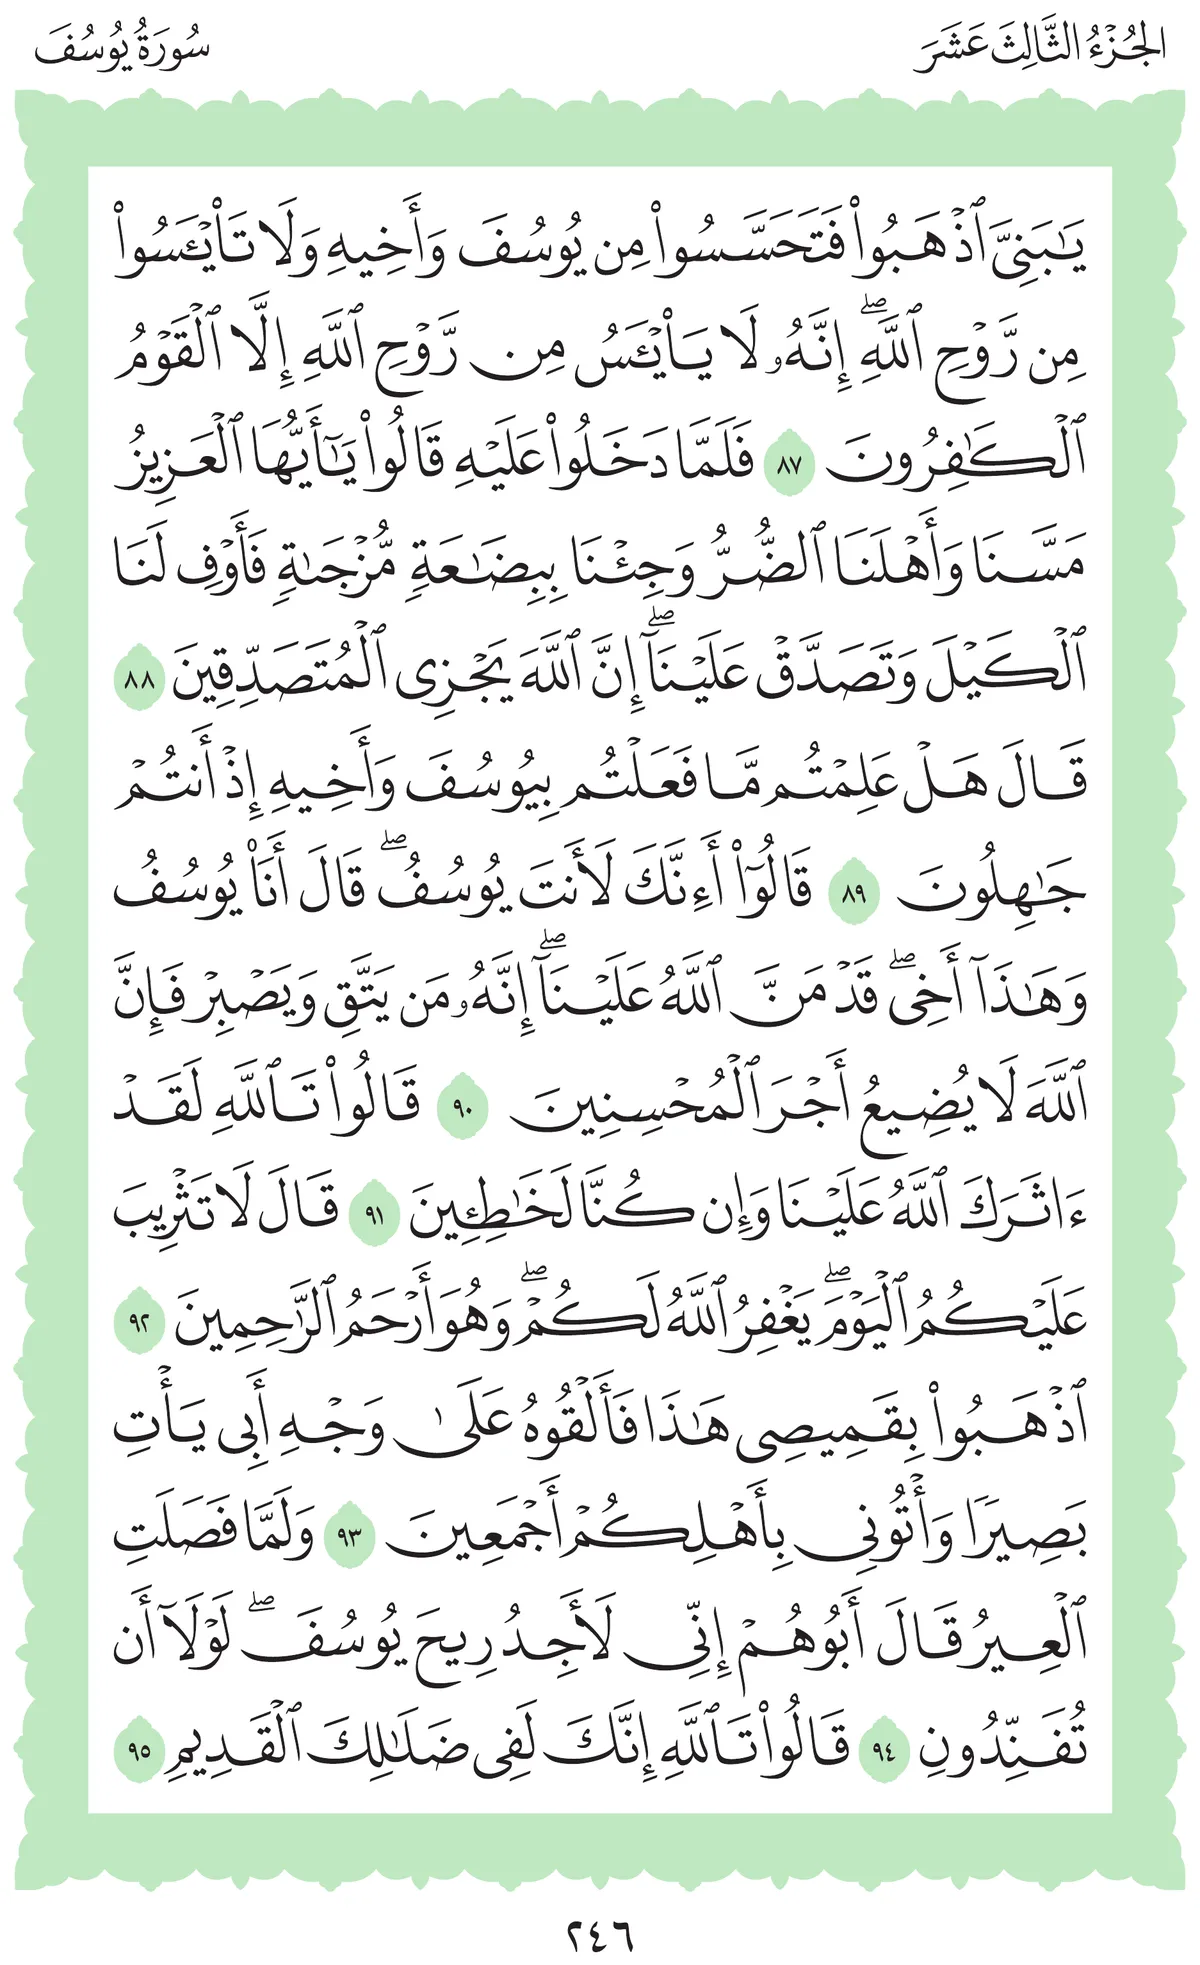 الجُزْءُ الثَّالِثَ عَشَرَ
سُورَةُ يُوسُفَ
يَٰبَنِيَّ ٱذْهَبُوا۟ فَتَحَسَّسُوا۟ مِن يُوسُفَ وَأَخِيهِ وَلَا تَا۟يْـَٔسُوا۟
مِن رَّوْحِ ٱللَّهِۖ إِنَّهُۥ لَا يَا۟يْـَٔسُ مِن رَّوْحِ ٱللَّهِ إِلَّا ٱلْقَوْمُ
ٱلْكَٰفِرُونَ ٨٧ فَلَمَّا دَخَلُوا۟ عَلَيْهِ قَالُوا۟ يَٰٓأَيُّهَا ٱلْعَزِيزُ
مَسَّنَا وَأَهْلَنَا ٱلضُّرُّ وَجِئْنَا بِبِضَٰعَةٍ مُّزْجَىٰةٍ فَأَوْفِ لَنَا
ٱلْكَيْلَ وَتَصَدَّقْ عَلَيْنَآۖ إِنَّ ٱللَّهَ يَجْزِى ٱلْمُتَصَدِّقِينَ ٨٨
قَالَ هَلْ عَلِمْتُم مَّا فَعَلْتُم بِيُوسُفَ وَأَخِيهِ إِذْ أَنتُمْ
جَٰهِلُونَ ٨٩ قَالُوٓا۟ أَءِنَّكَ لَأَنتَ يُوسُفُۖ قَالَ أَنَا۠ يُوسُفُ
وَهَٰذَآ أَخِىۖ قَدْ مَنَّ ٱللَّهُ عَلَيْنَآۖ إِنَّهُۥ مَن يَتَّقِ وَيَصْبِرْ فَإِنَّ
ٱللَّهَ لَا يُضِيعُ أَجْرَ ٱلْمُحْسِنِينَ ٩٠ قَالُوا۟ تَٱللَّهِ لَقَدْ
ءَاثَرَكَ ٱللَّهُ عَلَيْنَا وَإِن كُنَّا لَخَٰطِـِٔينَ ٩١ قَالَ لَا تَثْرِيبَ
عَلَيْكُمُ ٱلْيَوْمَۖ يَغْفِرُ ٱللَّهُ لَكُمْۖ وَهُوَ أَرْحَمُ ٱلرَّٰحِمِينَ ٩٢
ٱذْهَبُوا۟ بِقَمِيصِى هَٰذَا فَأَلْقُوهُ عَلَىٰ وَجْهِ أَبِى يَأْتِ
بَصِيرًا وَأْتُونِى بِأَهْلِكُمْ أَجْمَعِينَ ٩٣ وَلَمَّا فَصَلَتِ
ٱلْعِيرُ قَالَ أَبُوهُمْ إِنِّى لَأَجِدُ رِيحَ يُوسُفَۖ لَوْلَآ أَن
تُفَنِّدُونِ ٩٤ قَالُوا۟ تَٱللَّهِ إِنَّكَ لَفِى ضَلَٰلِكَ ٱلْقَدِيمِ ٩٥
٢٤٦